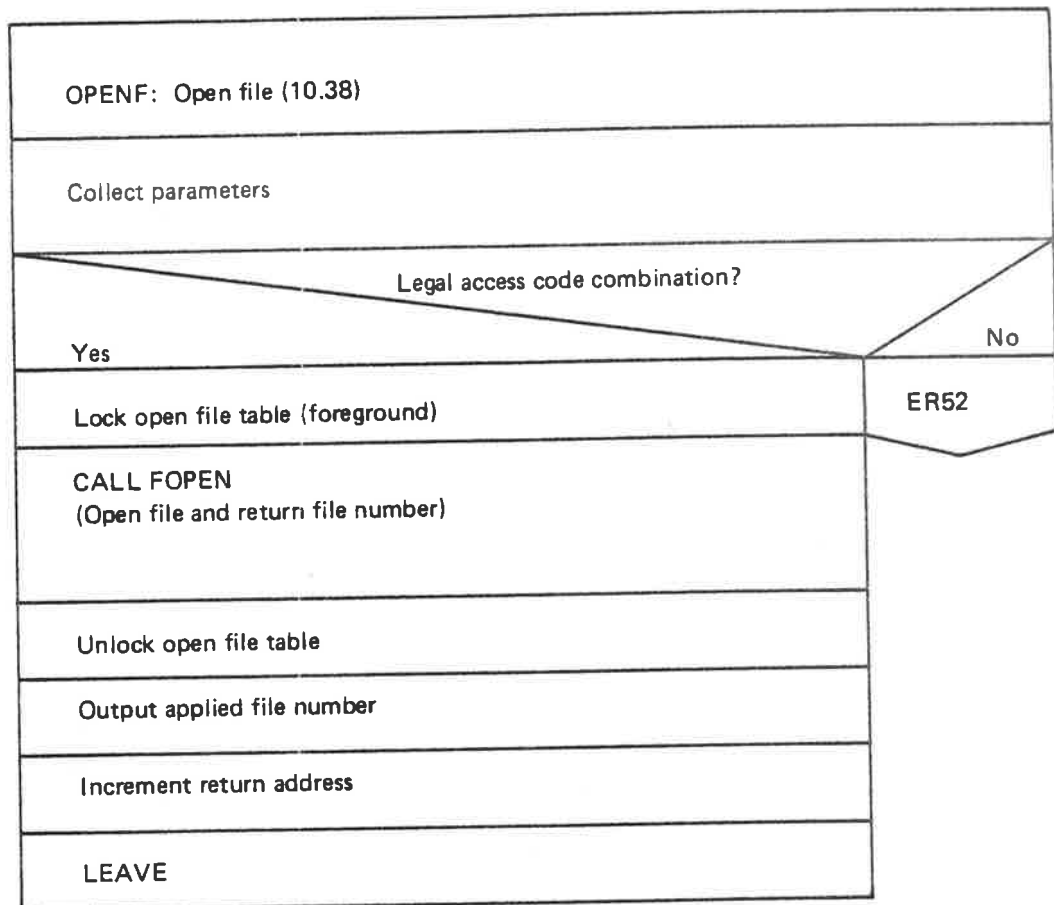 OPENF: Open file (10.38)
Collect parameters
Legal access code combination?
Yes
No
Lock open file table (foreground)
ER52
CALL FOPEN
(Open file and return file number)
Unlock open file table
Output applied file number
Increment return address
LEAVE